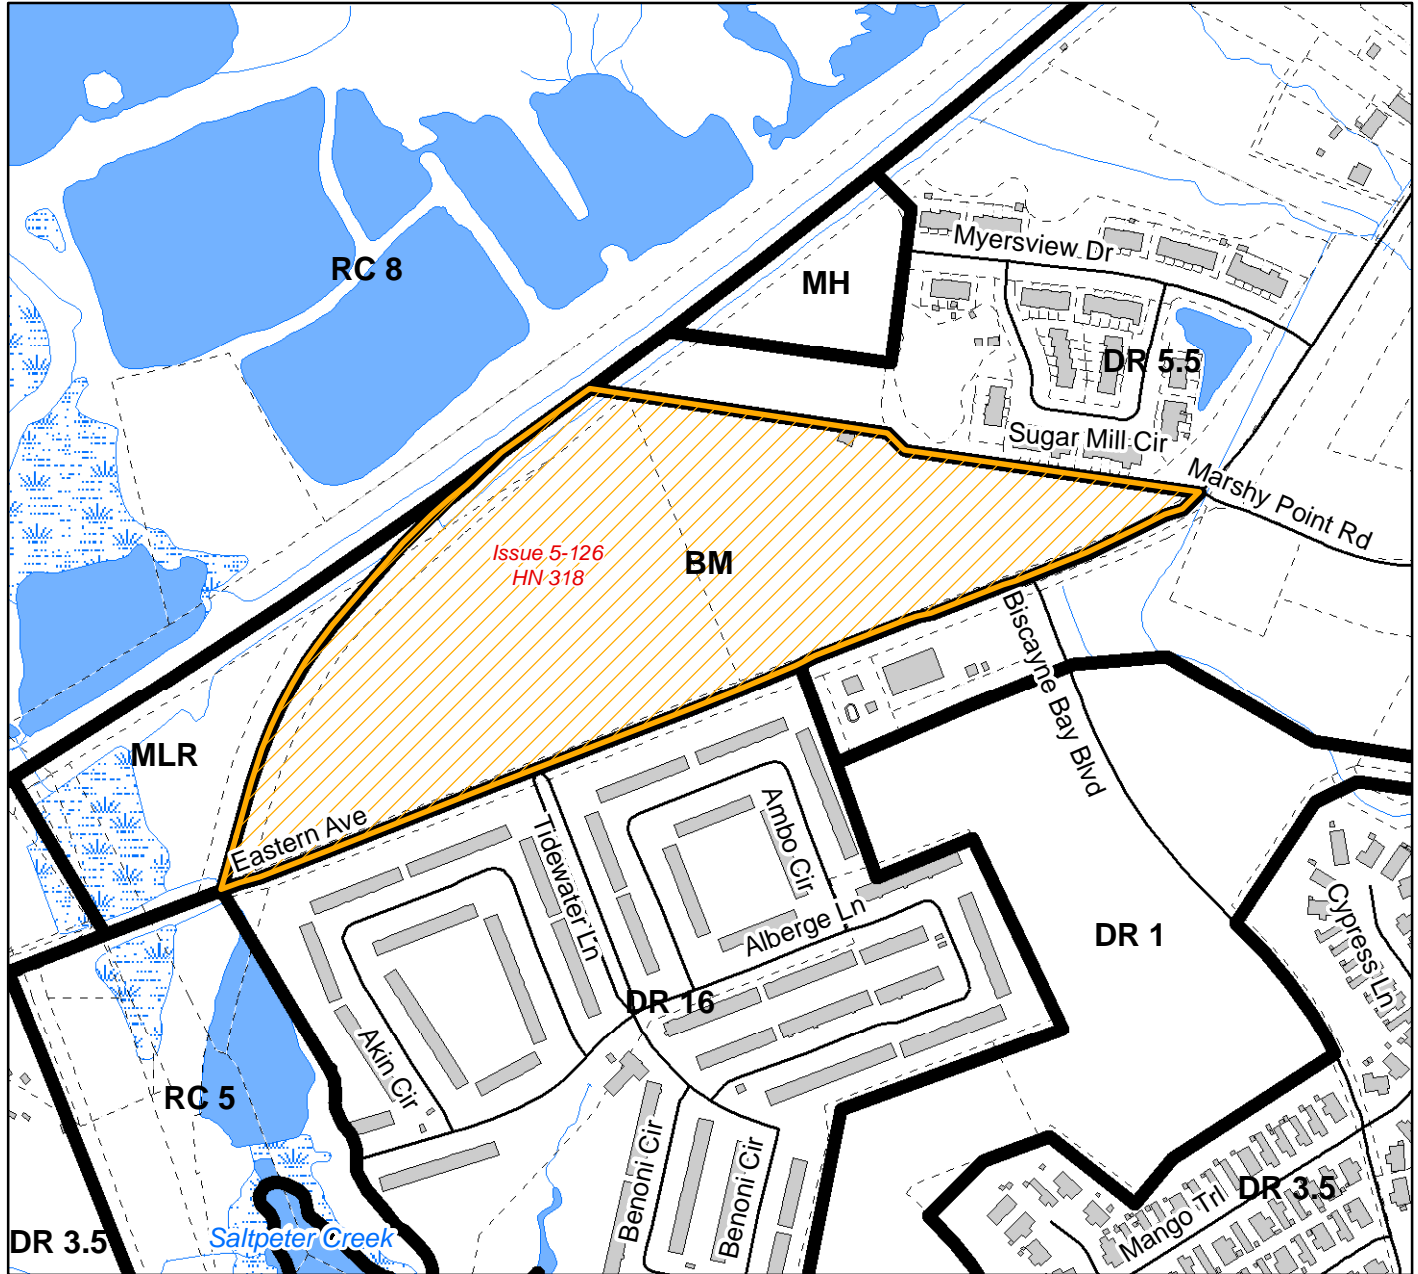 RC 8
MH
Myersview Dr
DR 5.5
Sugar Mill Cir
Marshy Point Rd
Issue 5-126
HN 318
BM
Biscayne Bay Blvd
MLR
Eastern Ave
Tidewater Ln
Ambo Cir
Alberge Ln
DR 1
Cypress Ln
DR 16
Akin Cir
RC 5
Benoni Cir
Benoni Cir
Mango Trl
DR 3.5
DR 3.5
Saltpeter Creek